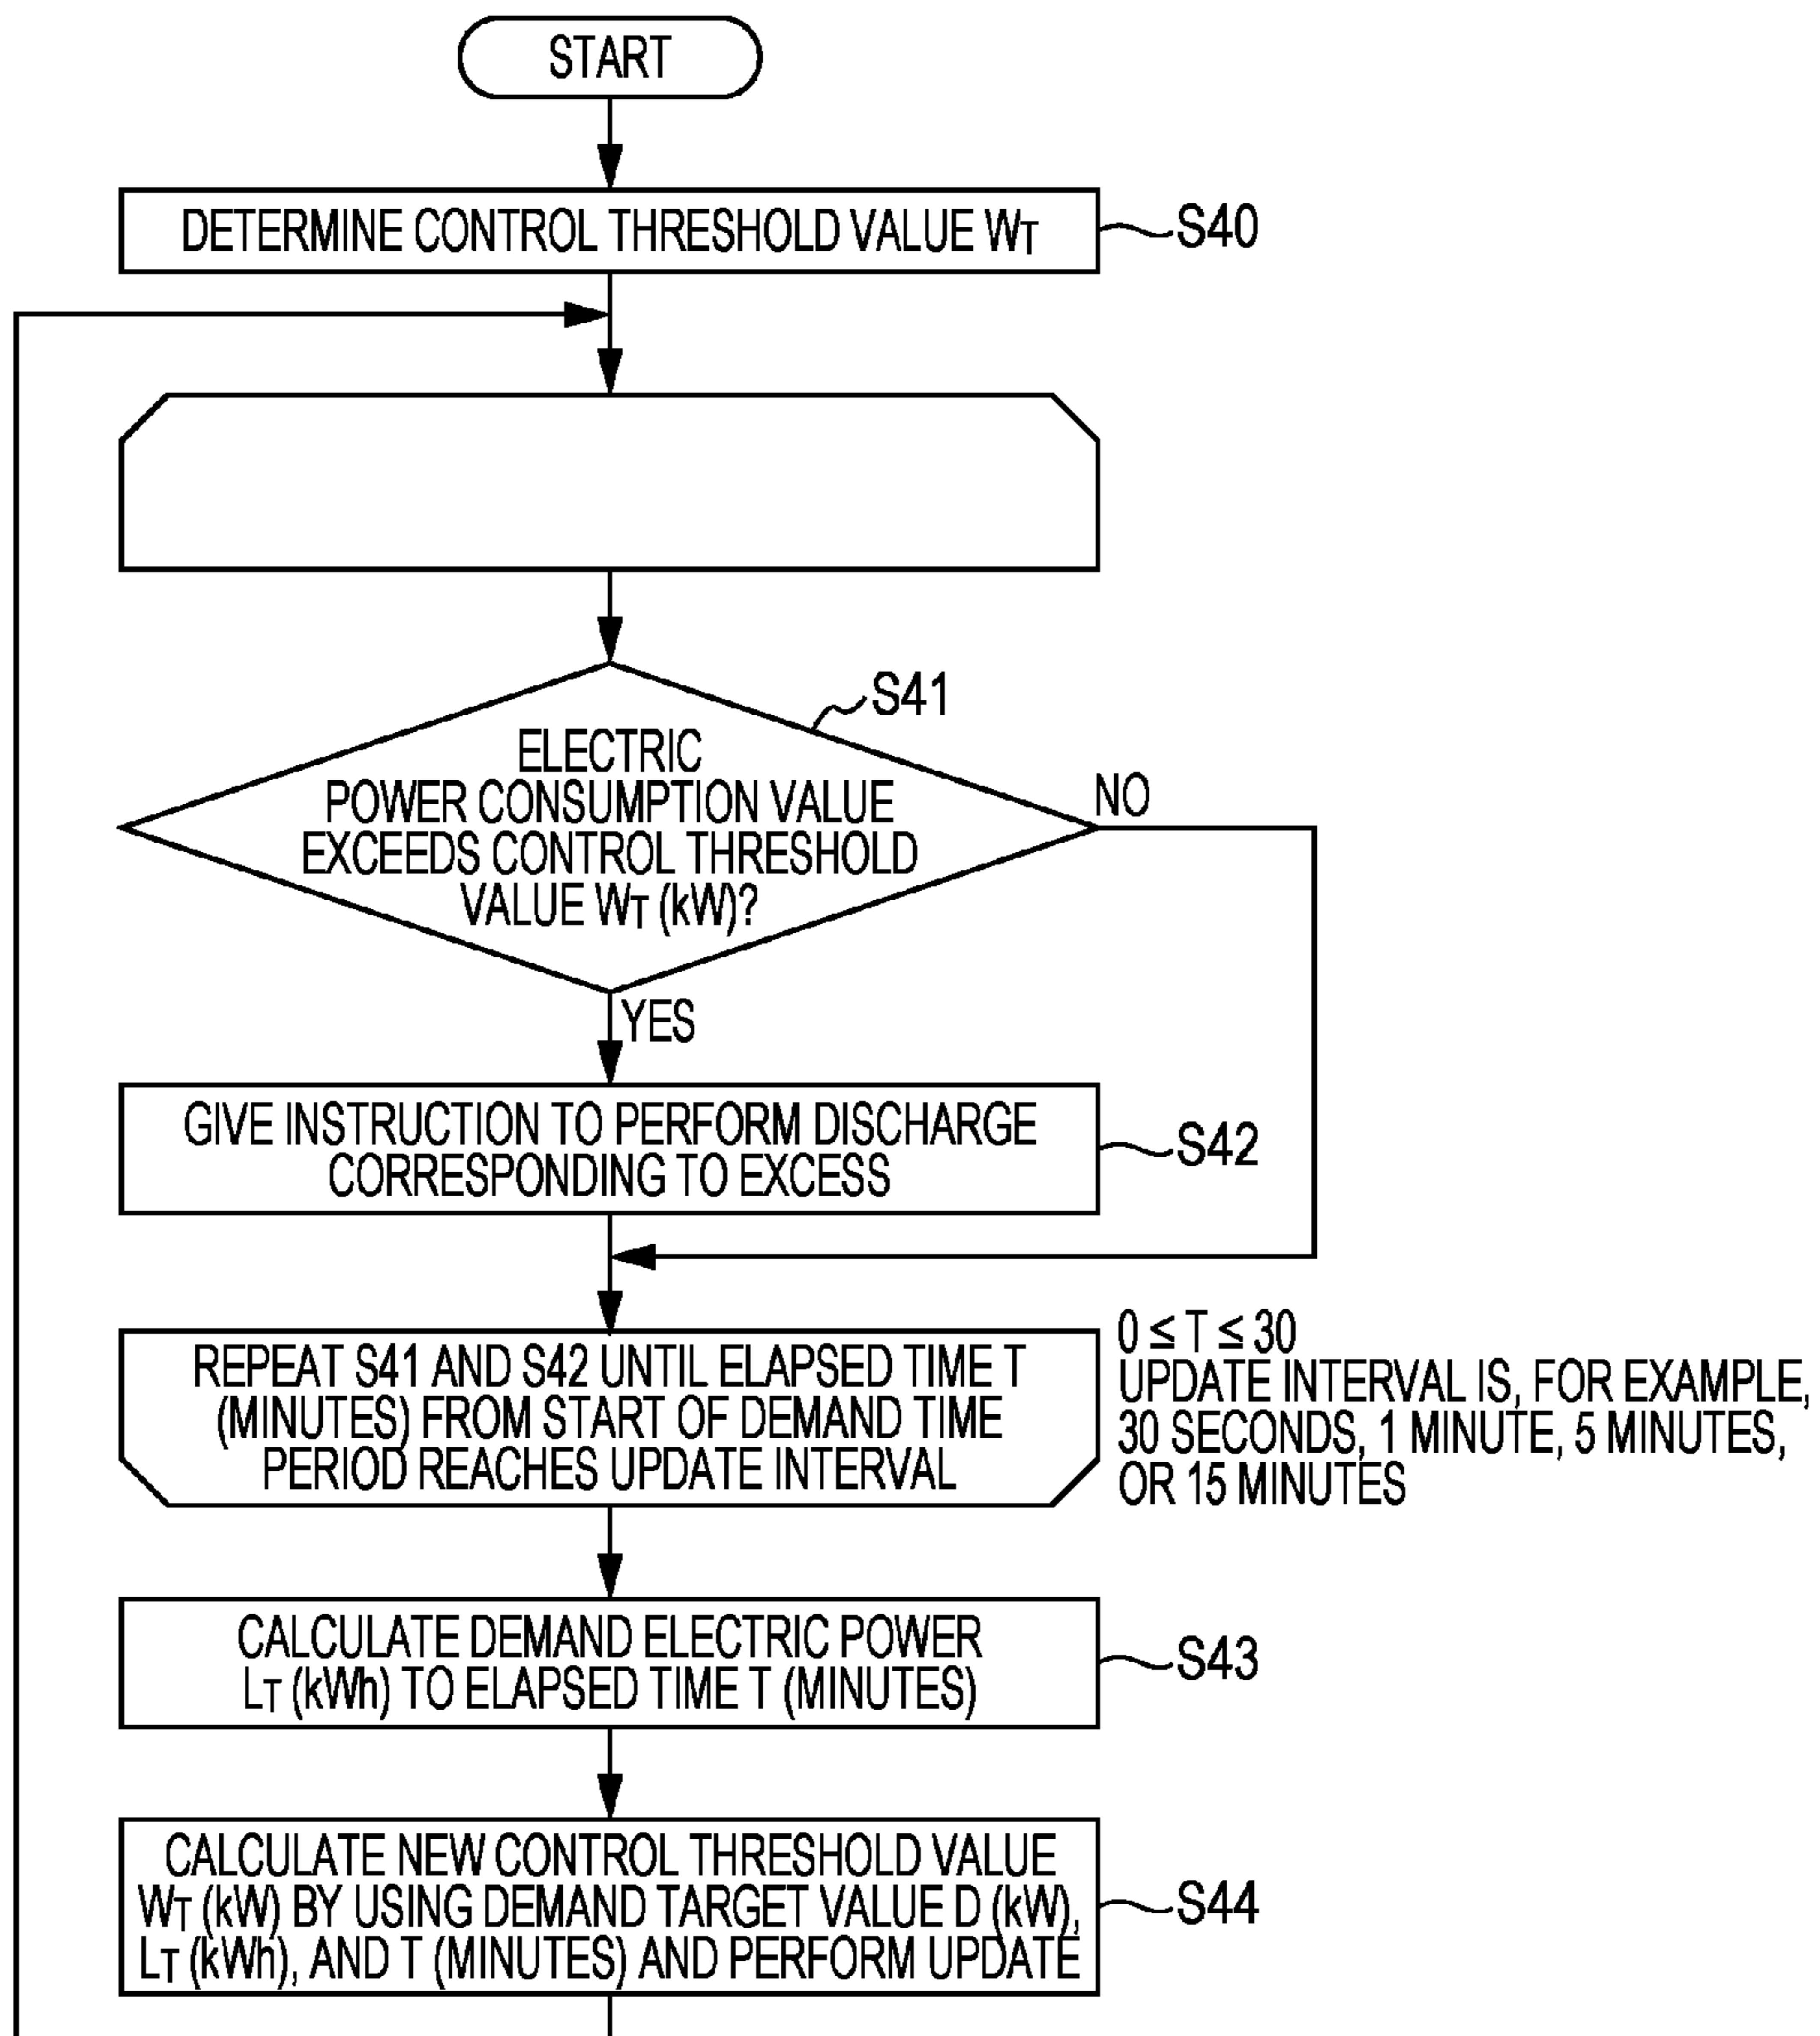 START
DETERMINE CONTROL THRESHOLD VALUE WT
S40
S41
ELECTRIC
POWER CONSUMPTION VALUE
EXCEEDS CONTROL THRESHOLD
VALUE WT (kW)?
NO
YES
GIVE INSTRUCTION TO PERFORM DISCHARGE
CORRESPONDING TO EXCESS
S42
REPEAT S41 AND S42 UNTIL ELAPSED TIME T
(MINUTES) FROM START OF DEMAND TIME
PERIOD REACHES UPDATE INTERVAL
0 ≤ T ≤ 30
UPDATE INTERVAL IS, FOR EXAMPLE,
30 SECONDS, 1 MINUTE, 5 MINUTES,
OR 15 MINUTES
CALCULATE DEMAND ELECTRIC POWER
LT (kWh) TO ELAPSED TIME T (MINUTES)
S43
CALCULATE NEW CONTROL THRESHOLD VALUE
WT (kW) BY USING DEMAND TARGET VALUE D (kW),
LT (kWh), AND T (MINUTES) AND PERFORM UPDATE
S44